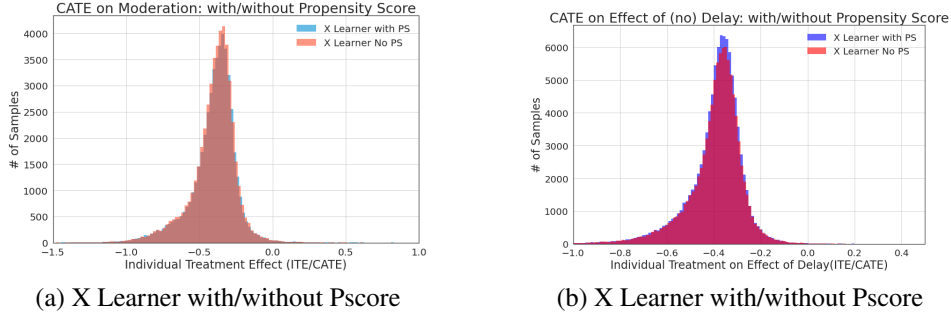 CATE on Moderation: with/without Propensity Score
X Learner with PS
X Learner No PS
# of Samples
4000
3500
3000
2500
2000
1500
1000
500
0
−1.5 −1.0 −0.5 0.0 0.5 1.0
Individual Treatment Effect (ITE/CATE)
(a) X Learner with/without Pscore
CATE on Effect of (no) Delay: with/without Propensity Score
X Learner with PS
X Learner No PS
# of Samples
6000
5000
4000
3000
2000
1000
0
−1.0 −0.8 −0.6 −0.4 −0.2 0.0 0.2 0.4
Individual Treatment on Effect of Delay(ITE/CATE)
(b) X Learner with/without Pscore